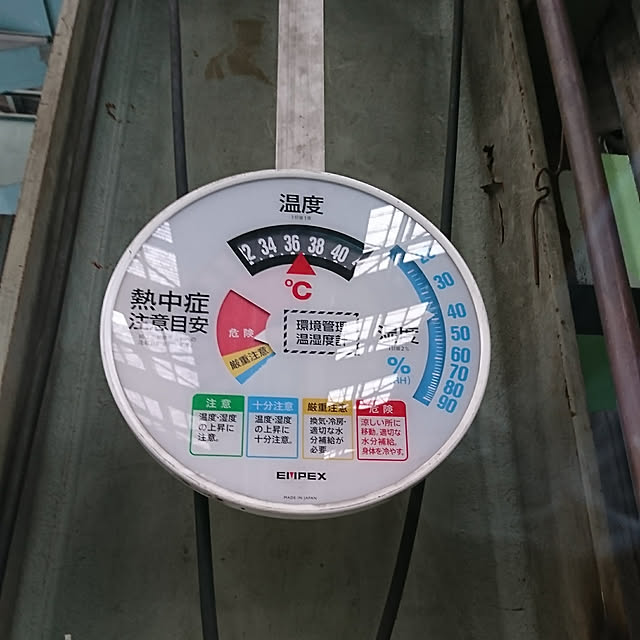 温度
34 36 38 40
℃
熱中症
注意目安
危険
厳重注意
環境管理
温湿度計
湿度
30
40
50
60
70
80
90
%
注意
温度・湿度
の上昇に
注意。
十分注意
温度・湿度
の上昇に
十分注意。
厳重注意
換気・冷房・
適切な水
分補給が
必要。
危険
涼しい所に
移動。適切な
水分補給。
身体を冷やす。
EMPEX
MADE IN JAPAN